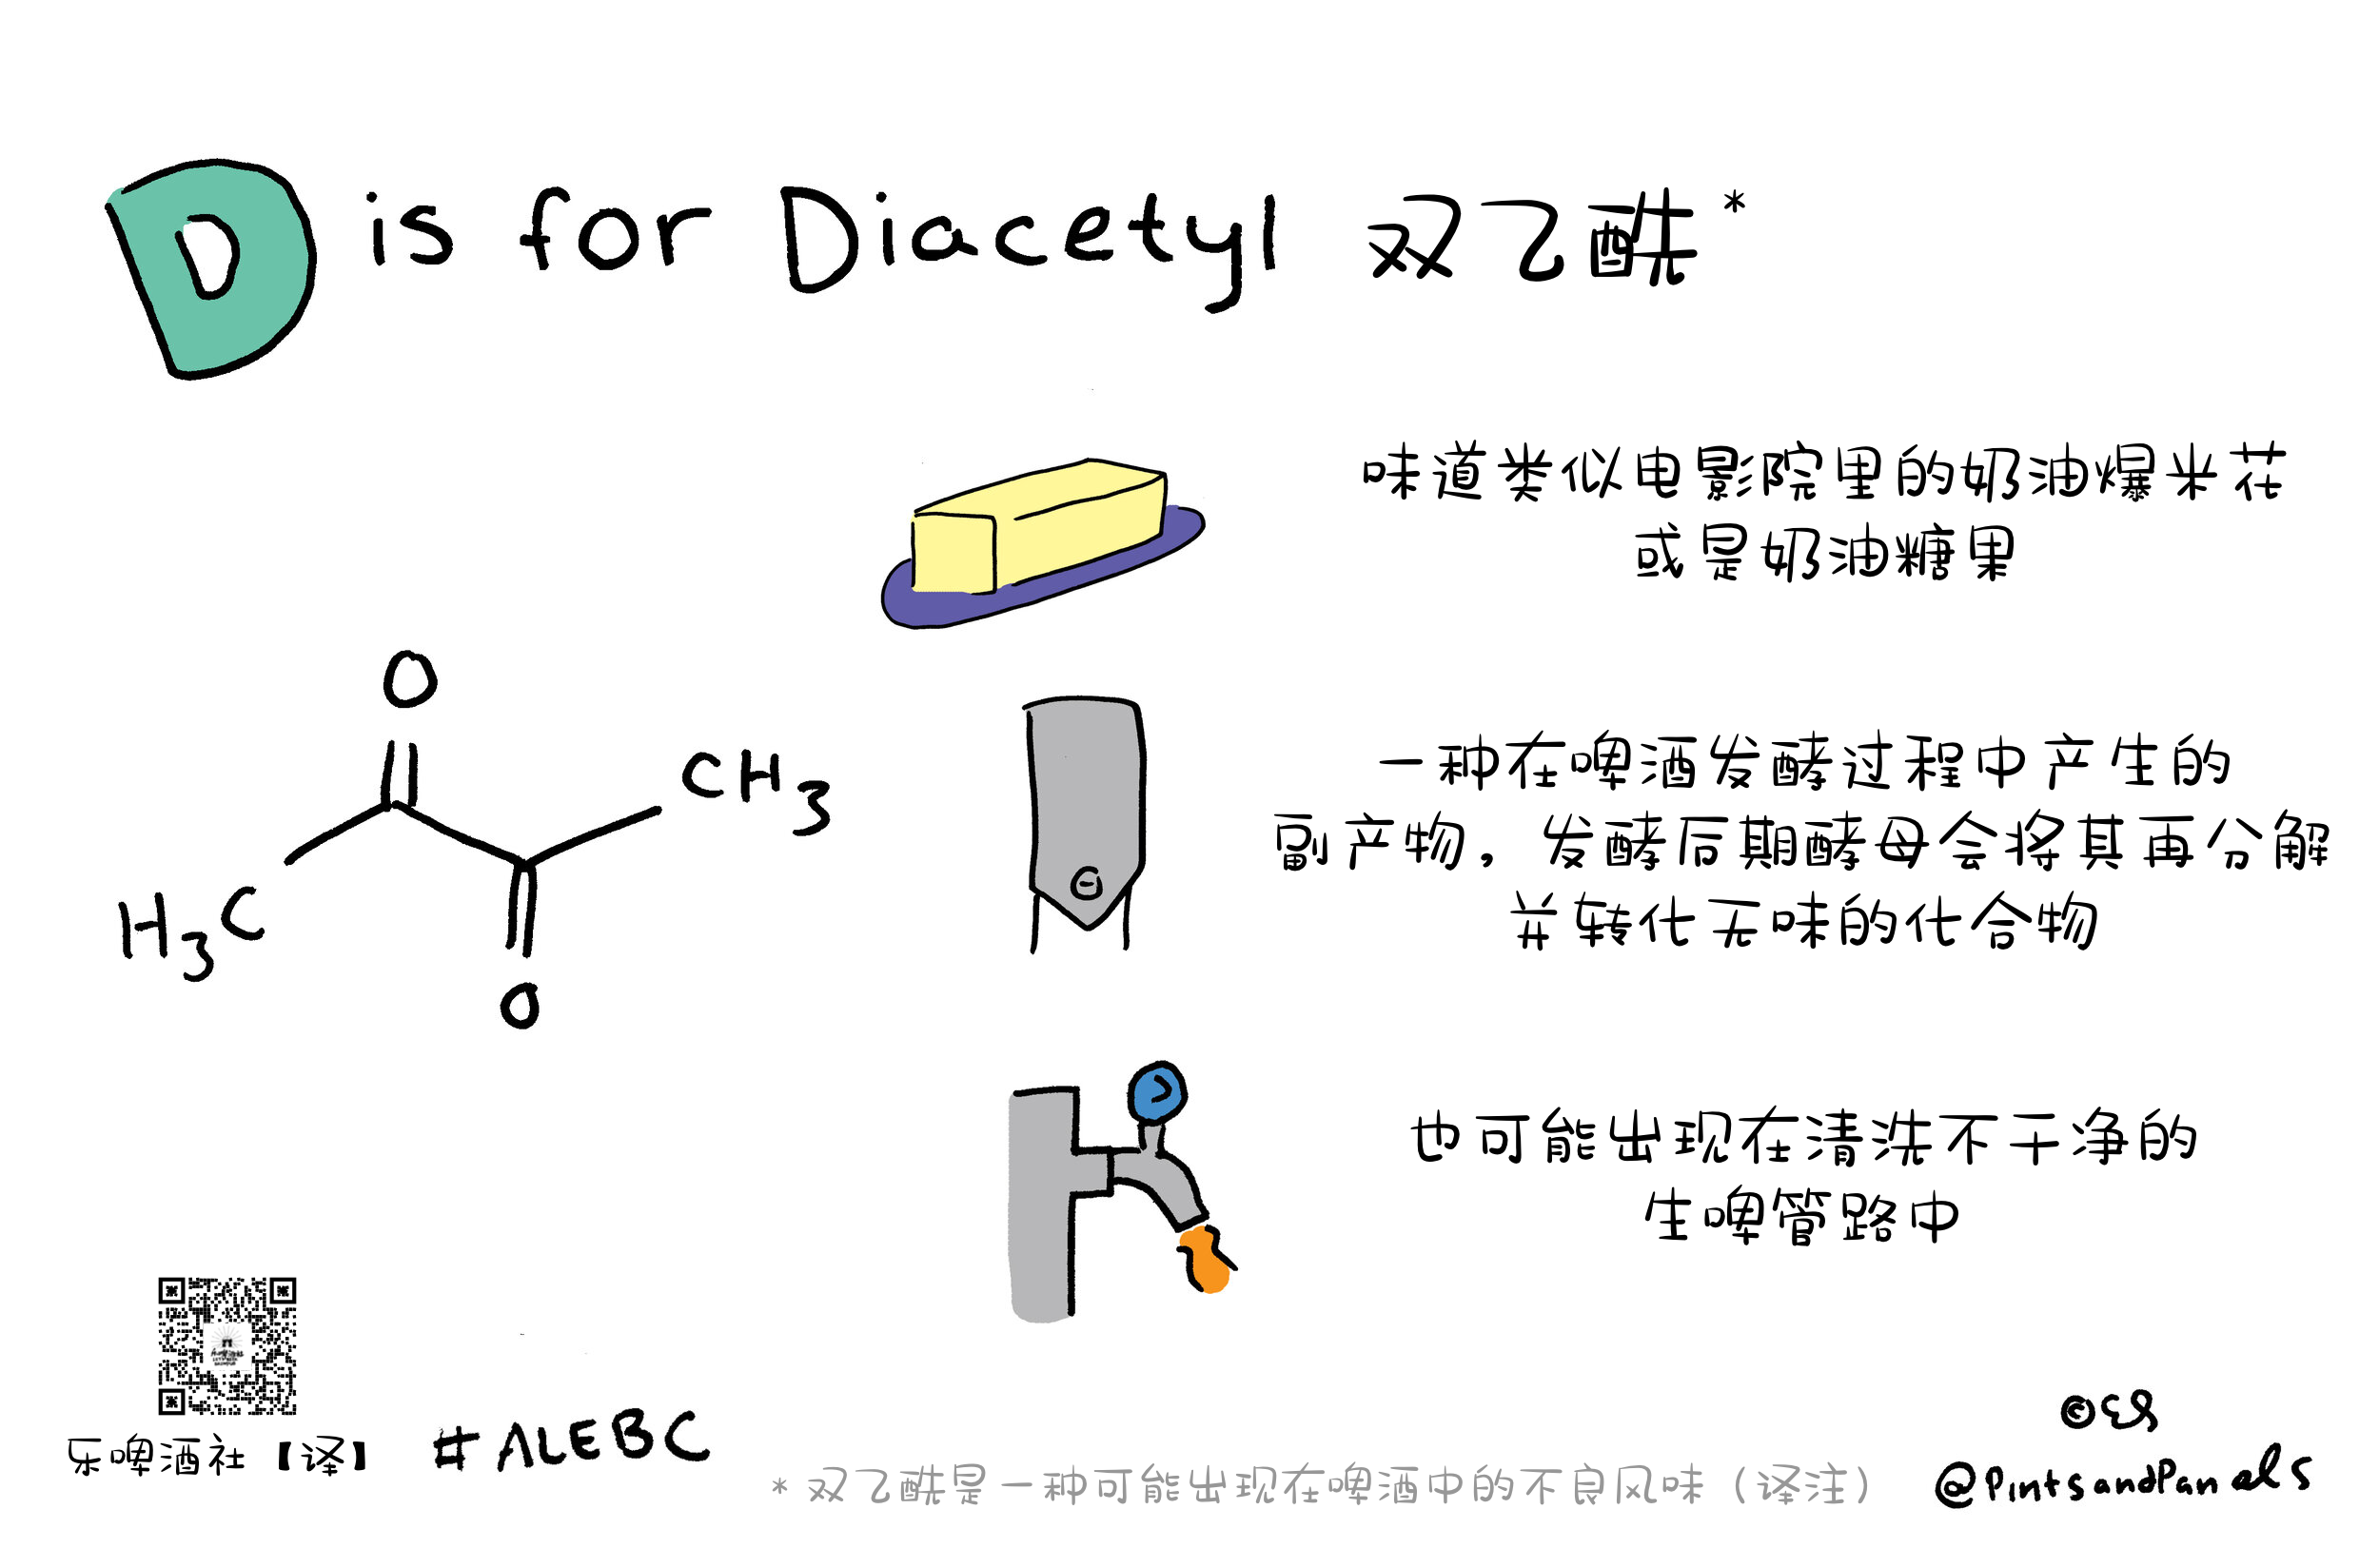 D is for Diacetyl 双乙酰*
味道类似电影院里的奶油爆米花
或是奶油糖果
O
CH3
H3C
O
一种在啤酒发酵过程中产生的
副产物，发酵后期酵母会将其再分解
并转化无味的化合物
也可能出现在清洗不干净的
生啤管路中
乐啤酒社【译】 #ALEBC
*双乙酰是一种可能出现在啤酒中的不良风味（译注）
©ES
@PintsandPanels